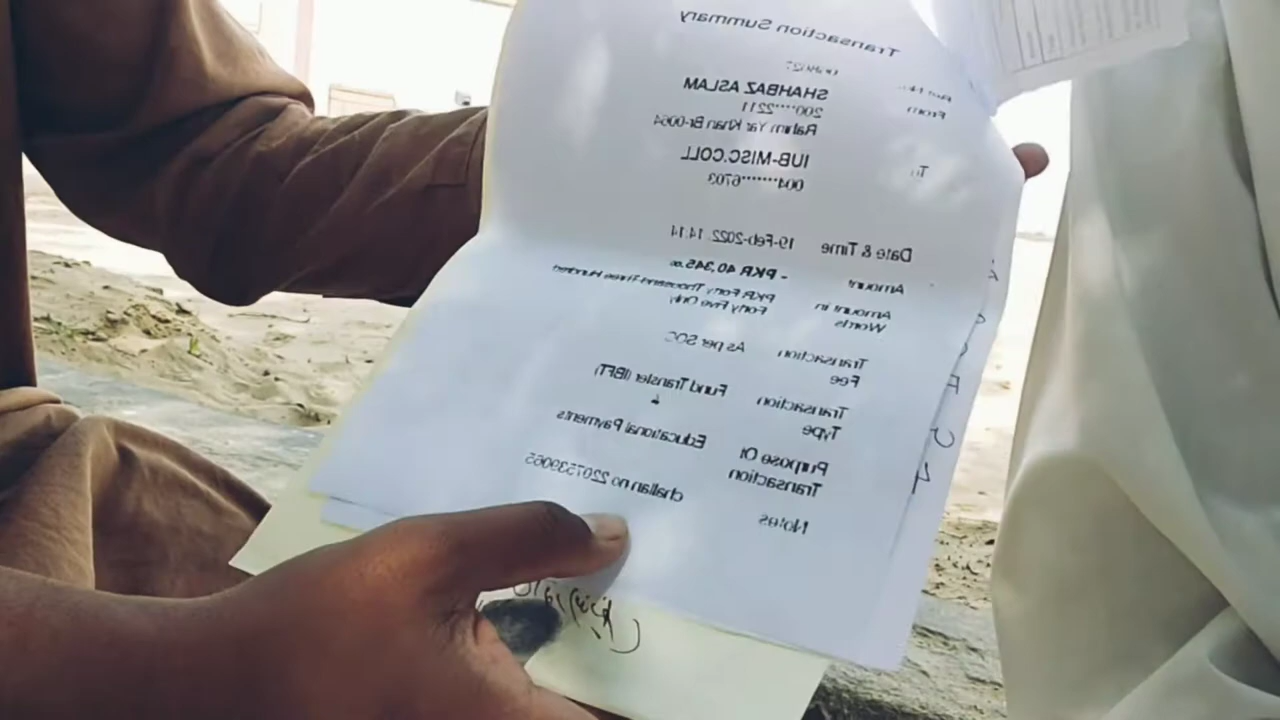 Transaction Summary
From SHAHBAZ ASLAM
200****2211
Rahim Yar Khan Br-0064
To IUB-MISC.COLL
004*******6703
Date & Time 19-Feb-2022 14:14
Amount - PKR 40,345.00
Amount in Words PKR Forty Thousand Three Hundred
Forty Five Only
Transaction Fee As per SOC
Transaction Type Fund Transfer (IBFT)
Purpose Of Transaction Educational Payments
Notes challan no 2207539065